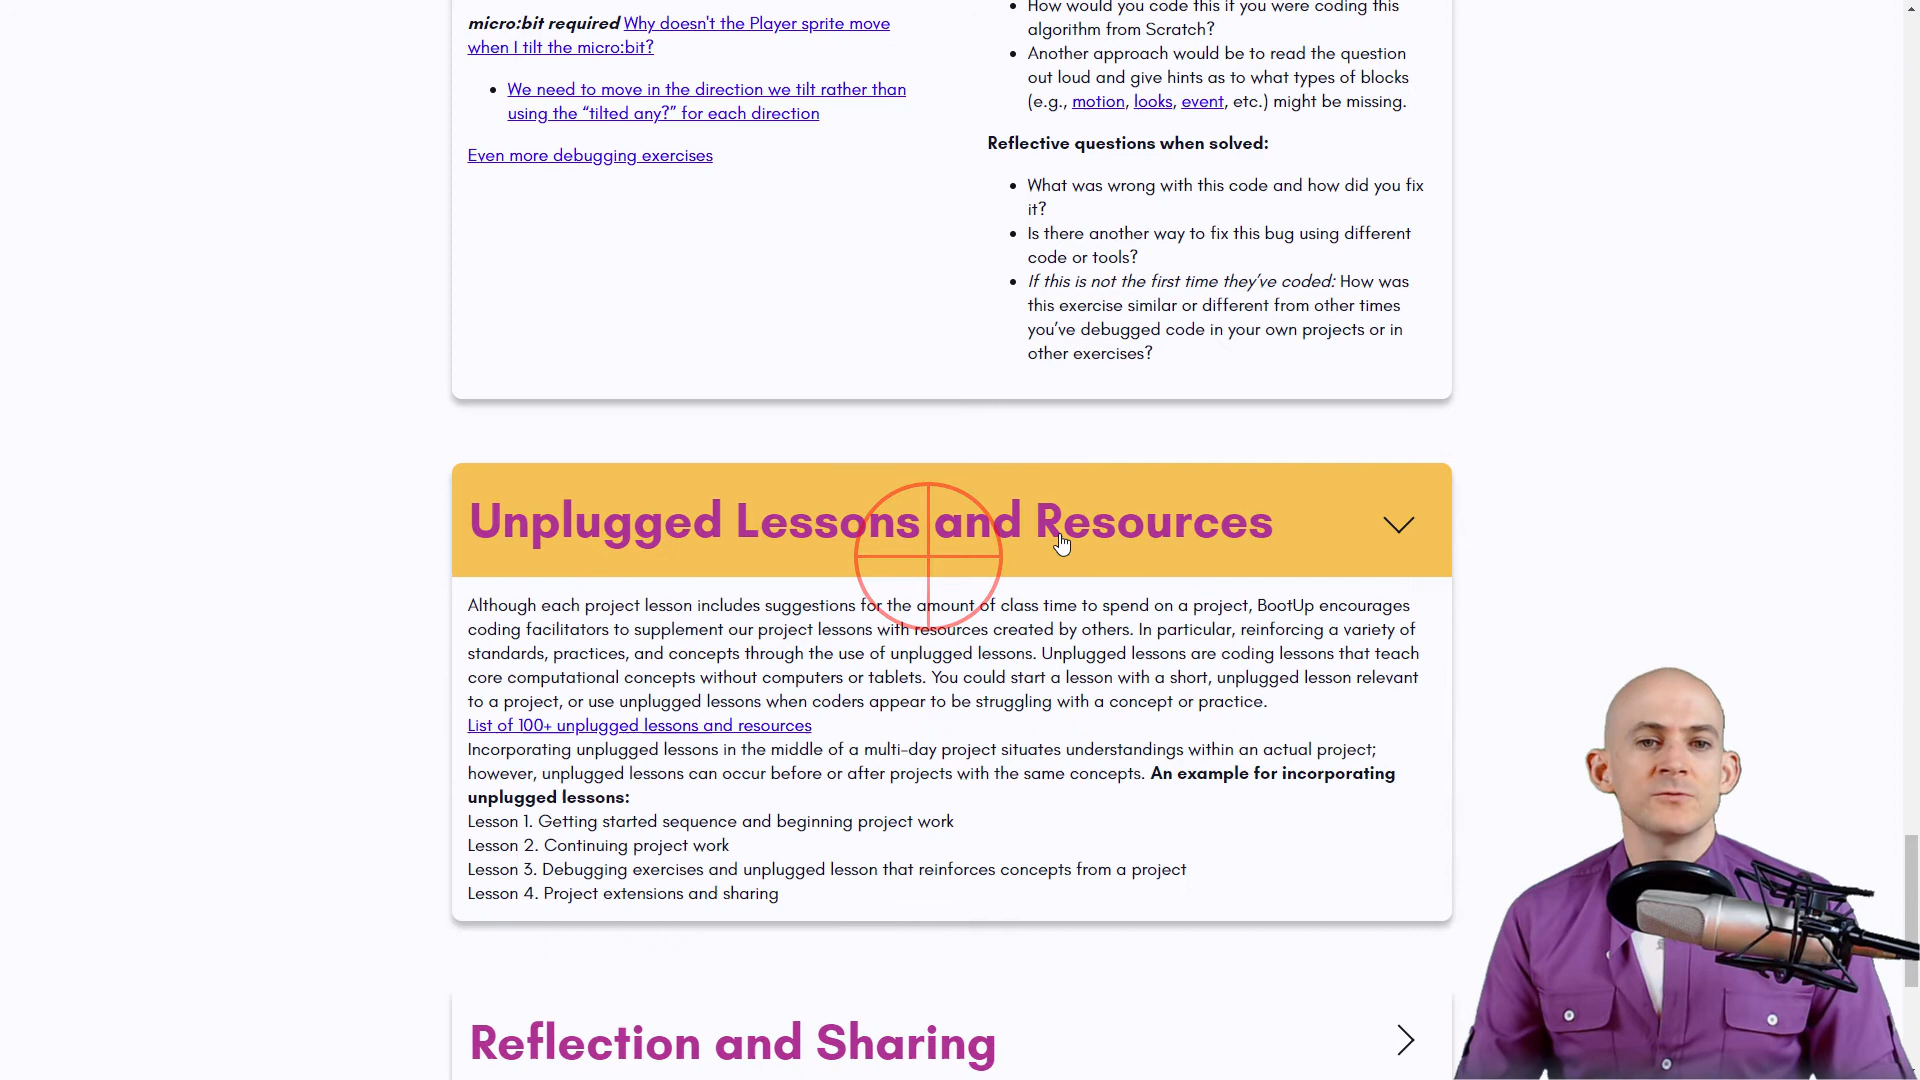 micro:bit required Why doesn't the Player sprite move
when I tilt the micro:bit?
We need to move in the direction we tilt rather than
using the “tilted any?” for each direction
Even more debugging exercises
How would you code this if you were coding this
algorithm from Scratch?
Another approach would be to read the question
out loud and give hints as to what types of blocks
(e.g., motion, looks, event, etc.) might be missing.
Reflective questions when solved:
What was wrong with this code and how did you fix
it?
Is there another way to fix this bug using different
code or tools?
If this is not the first time they’ve coded: How was
this exercise similar or different from other times
you’ve debugged code in your own projects or in
other exercises?
Unplugged Lessons and Resources
Although each project lesson includes suggestions for the amount of class time to spend on a project, BootUp encourages
coding facilitators to supplement our project lessons with resources created by others. In particular, reinforcing a variety of
standards, practices, and concepts through the use of unplugged lessons. Unplugged lessons are coding lessons that teach
core computational concepts without computers or tablets. You could start a lesson with a short, unplugged lesson relevant
to a project, or use unplugged lessons when coders appear to be struggling with a concept or practice.
List of 100+ unplugged lessons and resources
Incorporating unplugged lessons in the middle of a multi-day project situates understandings within an actual project;
however, unplugged lessons can occur before or after projects with the same concepts. An example for incorporating
unplugged lessons:
Lesson 1. Getting started sequence and beginning project work
Lesson 2. Continuing project work
Lesson 3. Debugging exercises and unplugged lesson that reinforces concepts from a project
Lesson 4. Project extensions and sharing
Reflection and Sharing